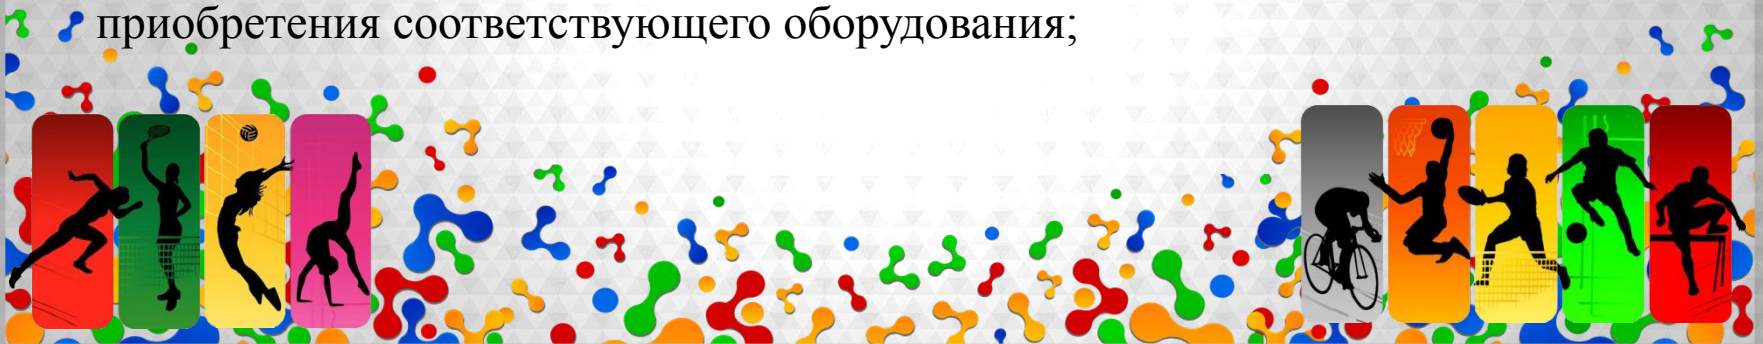 приобретения соответствующего оборудования;